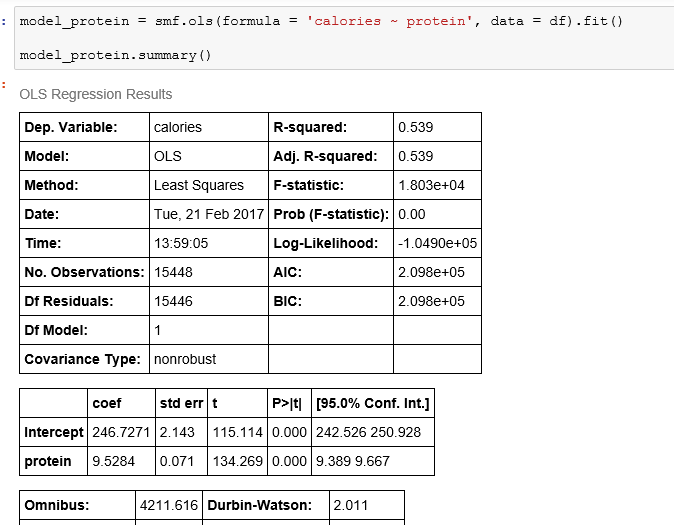 : model_protein = smf.ols(formula = 'calories ~ protein', data = df).fit()
model_protein.summary()
:
OLS Regression Results
Dep. Variable: calories R-squared: 0.539
Model: OLS Adj. R-squared: 0.539
Method: Least Squares F-statistic: 1.803e+04
Date: Tue, 21 Feb 2017 Prob (F-statistic): 0.00
Time: 13:59:05 Log-Likelihood: -1.0490e+05
No. Observations: 15448 AIC: 2.098e+05
Df Residuals: 15446 BIC: 2.098e+05
Df Model: 1
Covariance Type: nonrobust
coef std err t P>|t| [95.0% Conf. Int.]
Intercept 246.7271 2.143 115.114 0.000 242.526 250.928
protein 9.5284 0.071 134.269 0.000 9.389 9.667
Omnibus: 4211.616 Durbin-Watson: 2.011